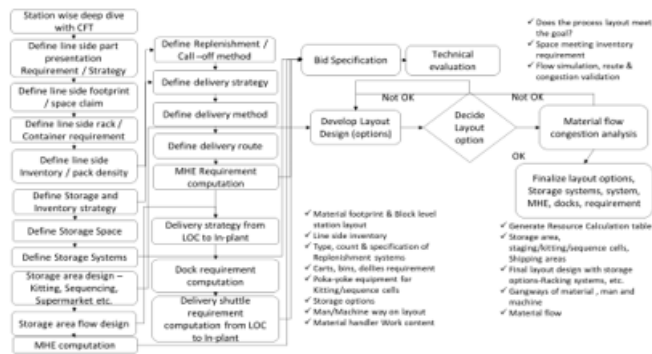 Station wise deep dive
with CFT
Define line side part
presentation
Requirement / Strategy
Define line side footprint
/ space claim
Define line side rack /
Container requirement
Define line side
Inventory / pack density
Define Storage and
Inventory strategy
Define Storage Space
Define Storage Systems
Storage area design –
Kitting, Sequencing,
Supermarket etc.
Storage area flow design
MHE computation
Define Replenishment /
Call –off method
Define delivery strategy
Define delivery method
Define delivery route
MHE Requirement
computation
Delivery strategy from
LOC to In-plant
Dock requirement
computation
Delivery shuttle
requirement
computation from LOC
to In-plant
Bid Specification
Technical
evaluation
✓ Does the process layout meet
the goal?
✓ Space meeting inventory
requirement
✓ Flow simulation, route &
congestion validation
Not OK
Not OK
Develop Layout
Design (options)
Decide
Layout
option
Material flow
congestion analysis
OK
Finalize layout options,
Storage systems, system,
MHE, docks, requirement
✓ Material footprint & Block level
station layout
✓ Line side inventory
✓ Type, count & specification of
Replenishment systems
✓ Carts, bins, dollies requirement
✓ Poka-yoke equipment for
Kitting/sequence cells
✓ Storage options
✓ Man/Machine way on layout
✓ Material handler Work content
✓ Generate Resource Calculation table
✓ Storage area,
staging/kitting/sequence cells,
Shipping areas
✓ Final layout design with storage
options-Racking systems, etc.
✓ Gangways of material , man and
machine
✓ Material flow